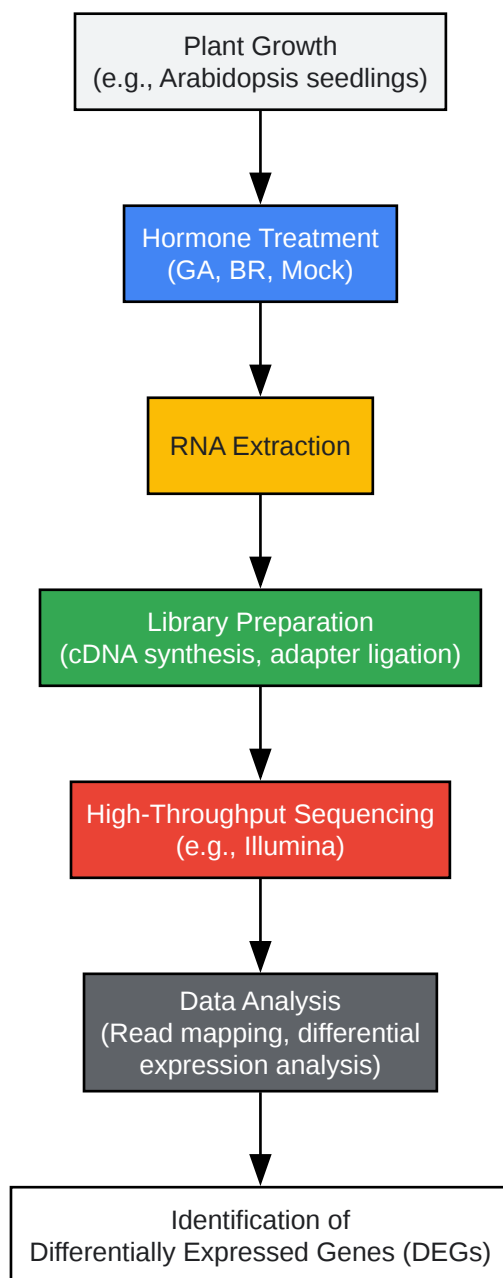 Plant Growth
(e.g., Arabidopsis seedlings)
Hormone Treatment
(GA, BR, Mock)
RNA Extraction
Library Preparation
(cDNA synthesis, adapter ligation)
High-Throughput Sequencing
(e.g., Illumina)
Data Analysis
(Read mapping, differential
expression analysis)
Identification of
Differentially Expressed Genes (DEGs)